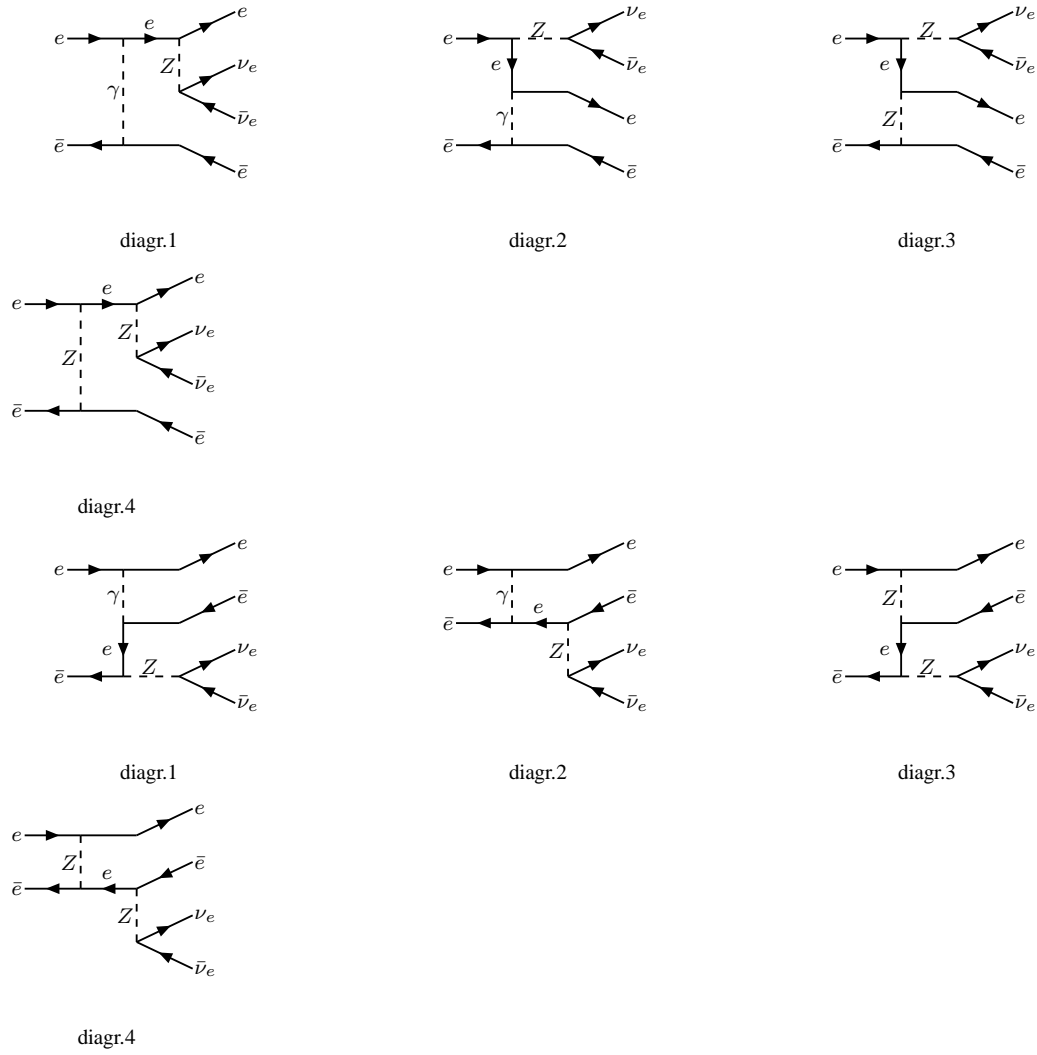 e e e Z ν_e ν̄_e γ ē ē
diagr.1
e Z ν_e ν̄_e e e γ ē ē
diagr.2
e Z ν_e ν̄_e e e Z ē ē
diagr.3
e e e Z ν_e ν̄_e Z ē ē
diagr.4
e e γ ē e Z ν_e ē ν̄_e
diagr.1
e e γ ē e ē Z ν_e ν̄_e
diagr.2
e e Z ē e Z ν_e ē ν̄_e
diagr.3
e e Z ē e ē Z ν_e ν̄_e
diagr.4